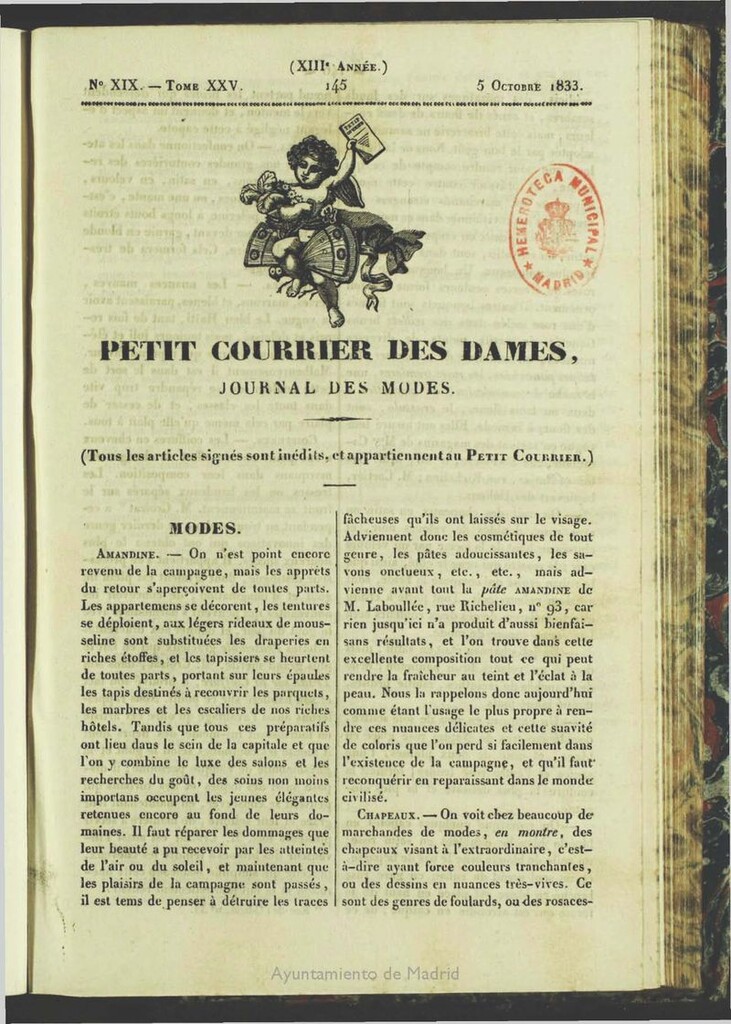 (XIIIe ANNÉE.)
No XIX. — TOME XXV. 145 5 OCTOBRE 1833.
PETIT
HEMEROTECA MUNICIPAL
★ MADRID ★
PETIT COURRIER DES DAMES,
JOURNAL DES MODES.
(Tous les articles signés sont inédits, et appartiennent au PETIT COURRIER.)
MODES.
AMANDINE. — On n'est point encore
revenu de la campagne, mais les apprêts
du retour s'aperçoivent de toutes parts.
Les appartemens se décorent, les tentures
se déploient, aux légers rideaux de mous-
seline sont substituées les draperies en
riches étoffes, et les tapissiers se heurtent
de toutes parts, portant sur leurs épaules
les tapis destinés à recouvrir les parquets,
les marbres et les escaliers de nos riches
hôtels. Tandis que tous ces préparatifs
ont lieu dans le sein de la capitale et que
l'on y combine le luxe des salons et les
recherches du goût, des soins non moins
importans occupent les jeunes élégantes
retenues encore au fond de leurs do-
maines. Il faut réparer les dommages que
leur beauté a pu recevoir par les atteintes
de l'air ou du soleil, et maintenant que
les plaisirs de la campagne sont passés,
il est tems de penser à détruire les traces
fâcheuses qu'ils ont laissés sur le visage.
Adviennent donc les cosmétiques de tout
genre, les pâtes adoucissantes, les sa-
vons onctueux, etc., etc., mais ad-
vienne avant tout la pâte AMANDINE de
M. Laboullée, rue Richelieu, no 93, car
rien jusqu'ici n'a produit d'aussi bienfai-
sans résultats, et l'on trouve dans cette
excellente composition tout ce qui peut
rendre la fraîcheur au teint et l'éclat à la
peau. Nous la rappelons donc aujourd'hui
comme étant l'usage le plus propre à ren-
dre ces nuances délicates et cette suavité
de coloris que l'on perd si facilement dans
l'existence de la campagne, et qu'il faut
reconquérir en reparaissant dans le monde
civilisé.
CHAPEAUX. — On voit chez beaucoup de
marchandes de modes, en montre, des
chapeaux visant à l'extraordinaire, c'est-
à-dire ayant force couleurs tranchantes,
ou des dessins en nuances très-vives. Ce
sont des genres de foulards, ou des rosaces-
Ayuntamiento de Madrid